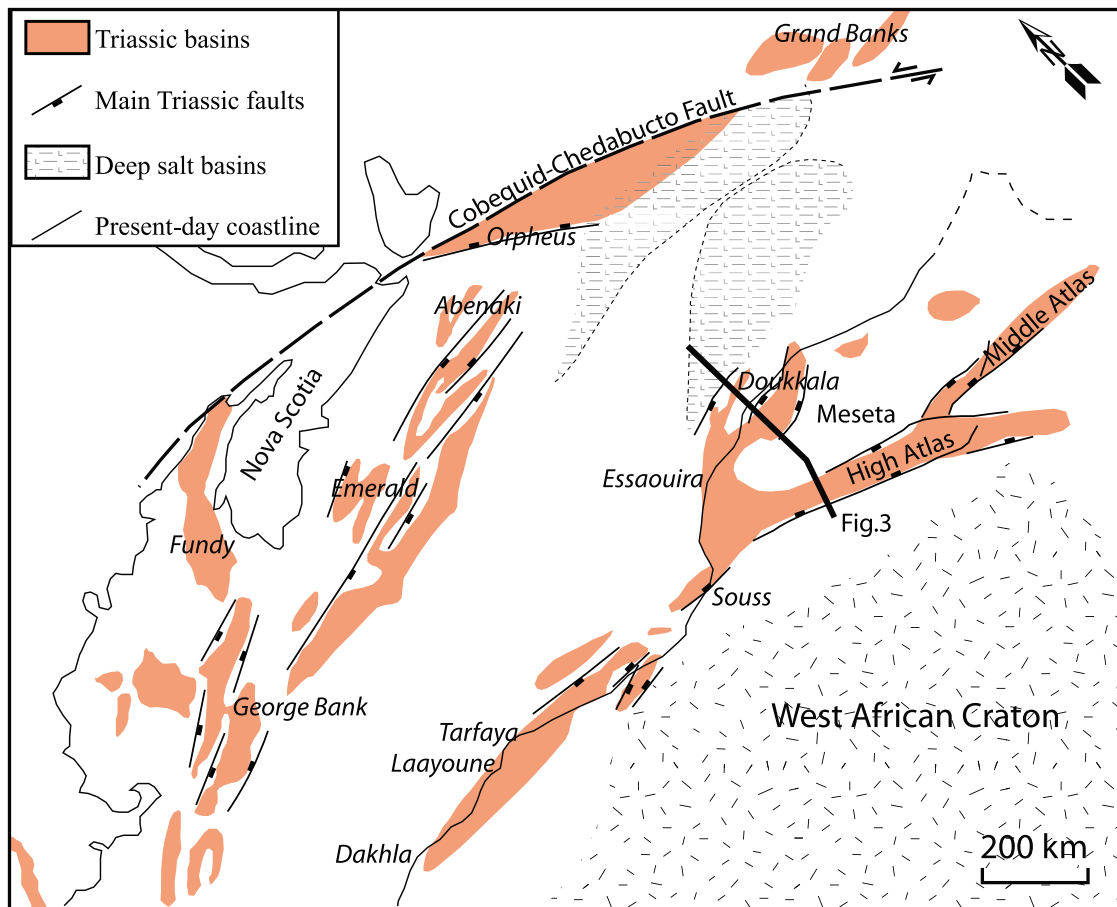 Triassic basins
Main Triassic faults
Deep salt basins
Present-day coastline
Grand Banks
N
Cobequid-Chedabucto Fault
Orpheus
Abenaki
Middle Atlas
Doukkala
Meseta
Nova Scotia
High Atlas
Essaouira
Emerald
Fig.3
Fundy
Souss
George Bank
West African Craton
Tarfaya
Laayoune
Dakhla
200 km